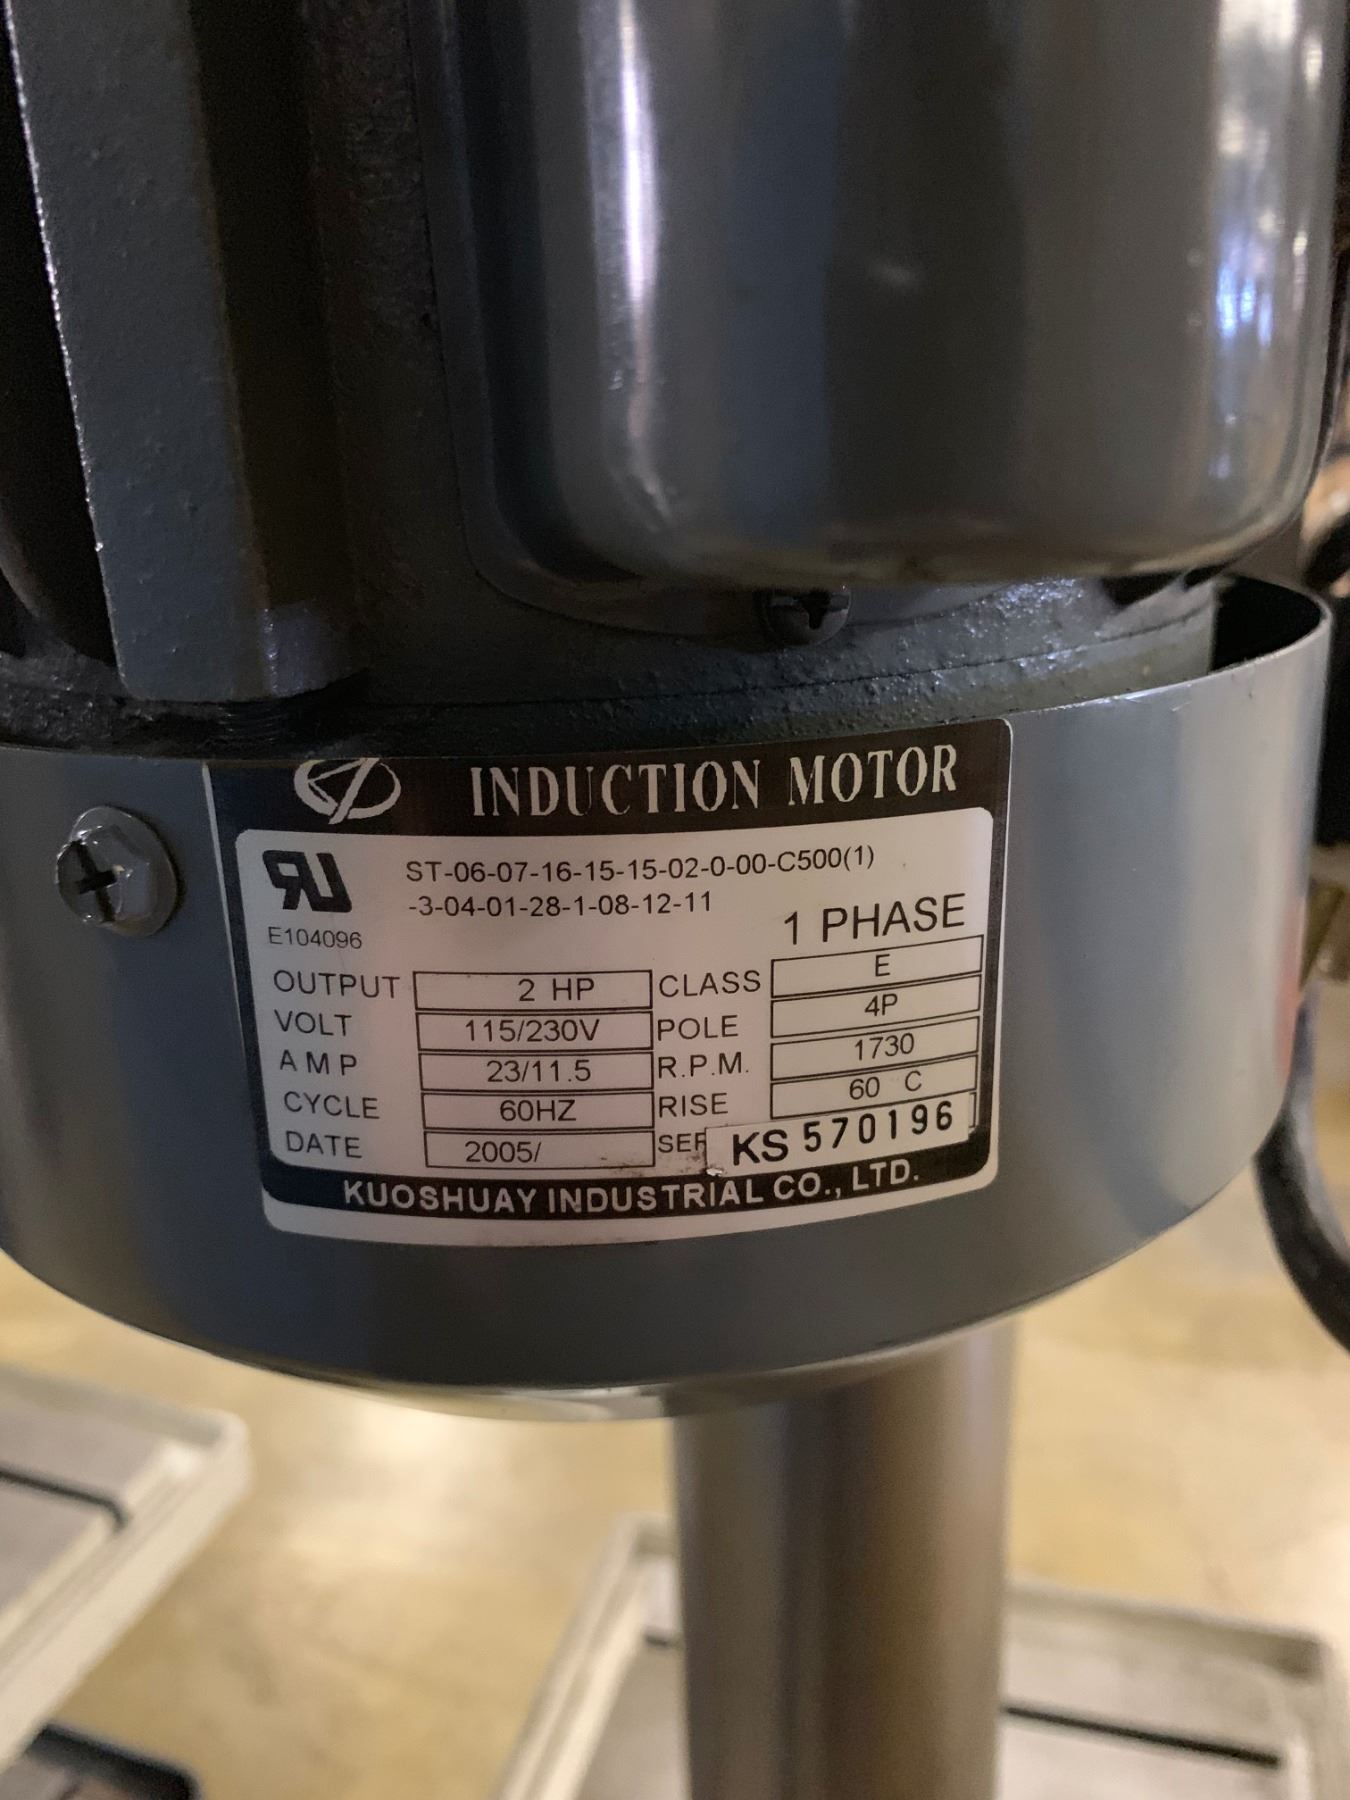 INDUCTION MOTOR
ST-06-07-16-15-15-02-0-00-C500(1)
-3-04-01-28-1-08-12-11
E104096
1 PHASE
OUTPUT 2 HP CLASS E
VOLT 115/230V POLE 4P
AMP 23/11.5 R.P.M. 1730
CYCLE 60HZ RISE 60 C
DATE 2005/ SER KS 570196
KUOSHUAY INDUSTRIAL CO., LTD.